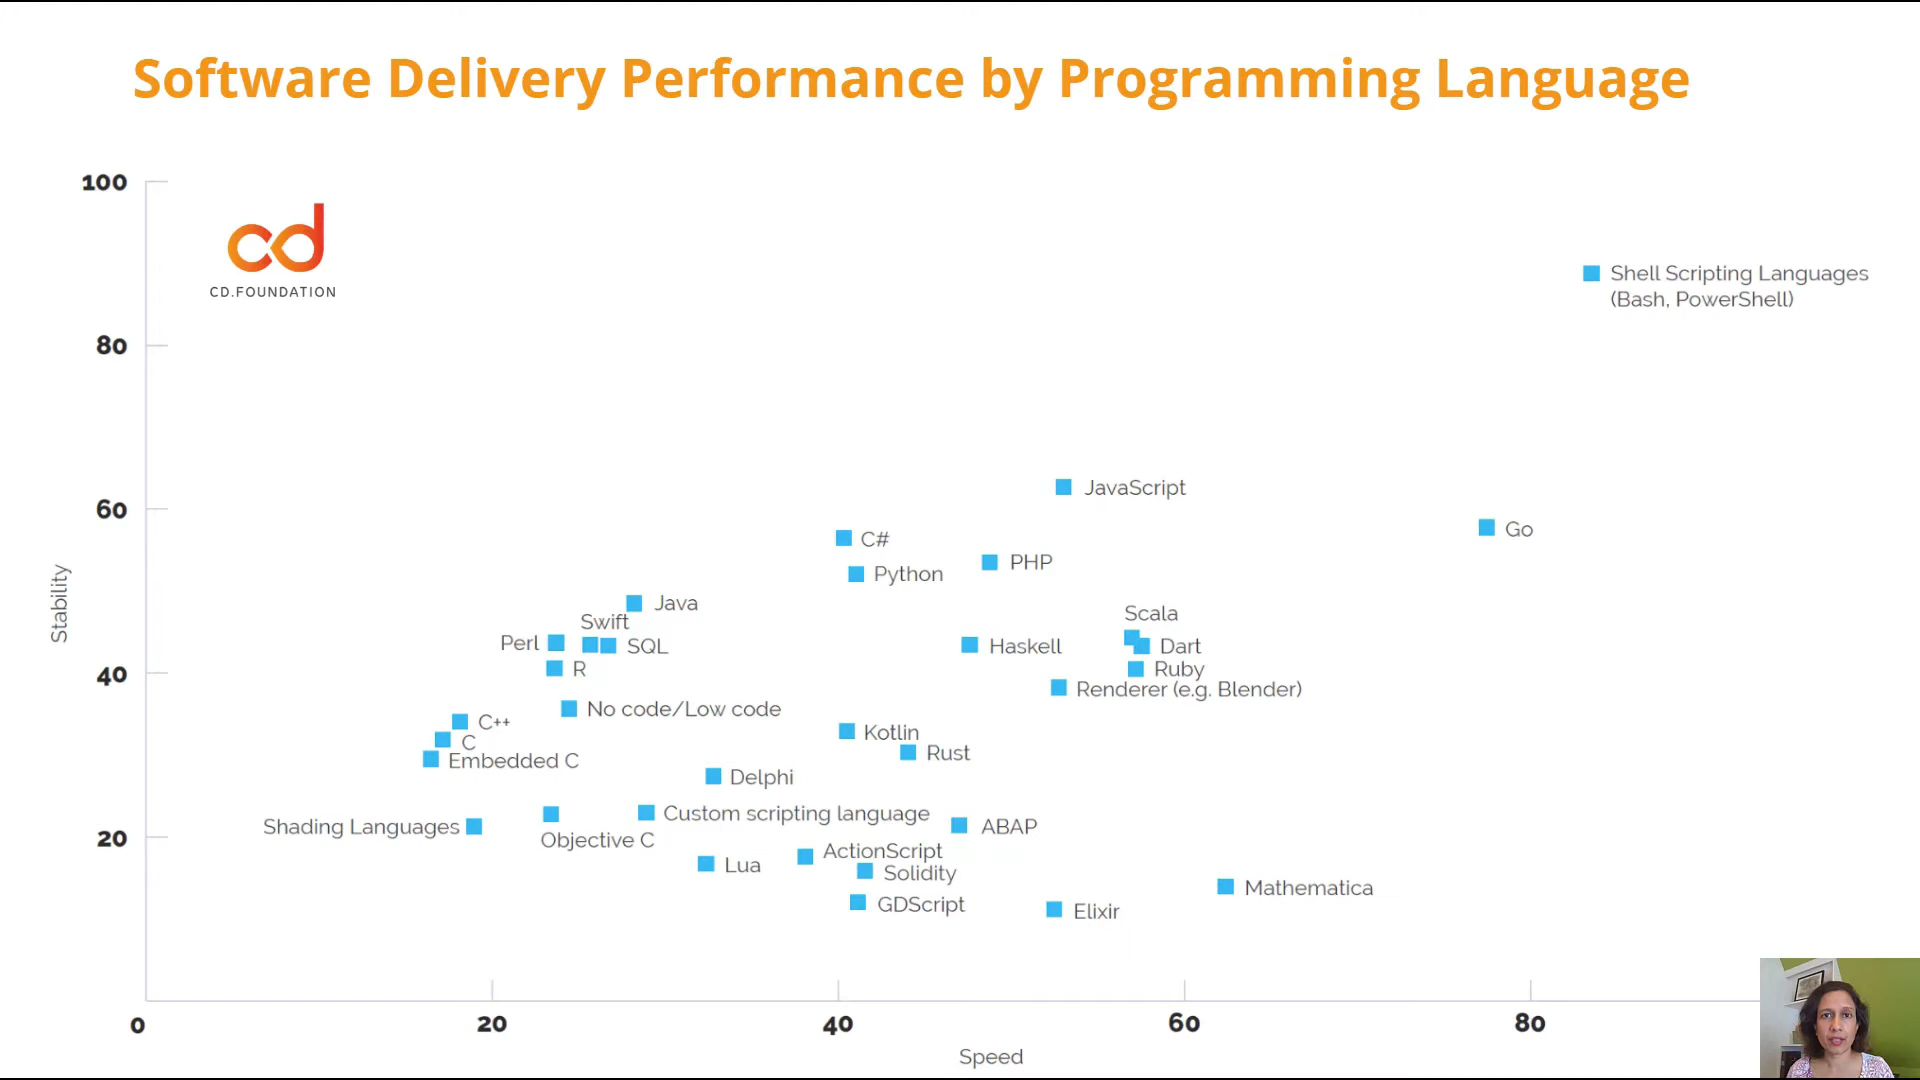 Software Delivery Performance by Programming Language
100
cd
CD.FOUNDATION
Shell Scripting Languages
(Bash, PowerShell)
80
JavaScript
60
Go
C#
PHP
Python
Stability
Java
Scala
Swift
Perl
SQL
Haskell
Dart
R
Ruby
40
Renderer (e.g. Blender)
No code/Low code
C++
Kotlin
C
Rust
Embedded C
Delphi
Custom scripting language
Shading Languages
ABAP
20
Objective C
ActionScript
Lua
Solidity
Mathematica
GDScript
Elixir
0
20
40
60
80
Speed